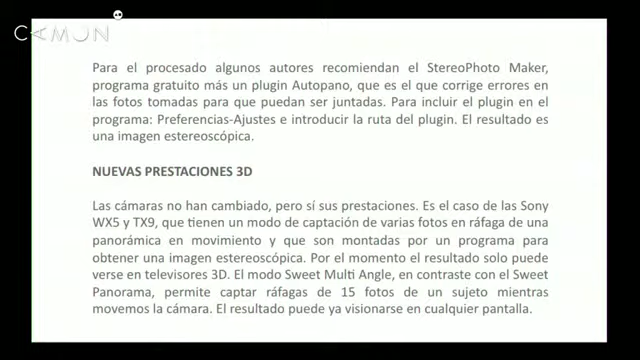 CAMON
Para el procesado algunos autores recomiendan el StereoPhoto Maker,
programa gratuito más un plugin Autopano, que es el que corrige errores en
las fotos tomadas para que puedan ser juntadas. Para incluir el plugin en el
programa: Preferencias-Ajustes e introducir la ruta del plugin. El resultado es
una imagen estereoscópica.
NUEVAS PRESTACIONES 3D
Las cámaras no han cambiado, pero sí sus prestaciones. Es el caso de las Sony
WX5 y TX9, que tienen un modo de captación de varias fotos en ráfaga de una
panorámica en movimiento y que son montadas por un programa para
obtener una imagen estereoscópica. Por el momento el resultado solo puede
verse en televisores 3D. El modo Sweet Multi Angle, en contraste con el Sweet
Panorama, permite captar ráfagas de 15 fotos de un sujeto mientras
movemos la cámara. El resultado puede ya visionarse en cualquier pantalla.